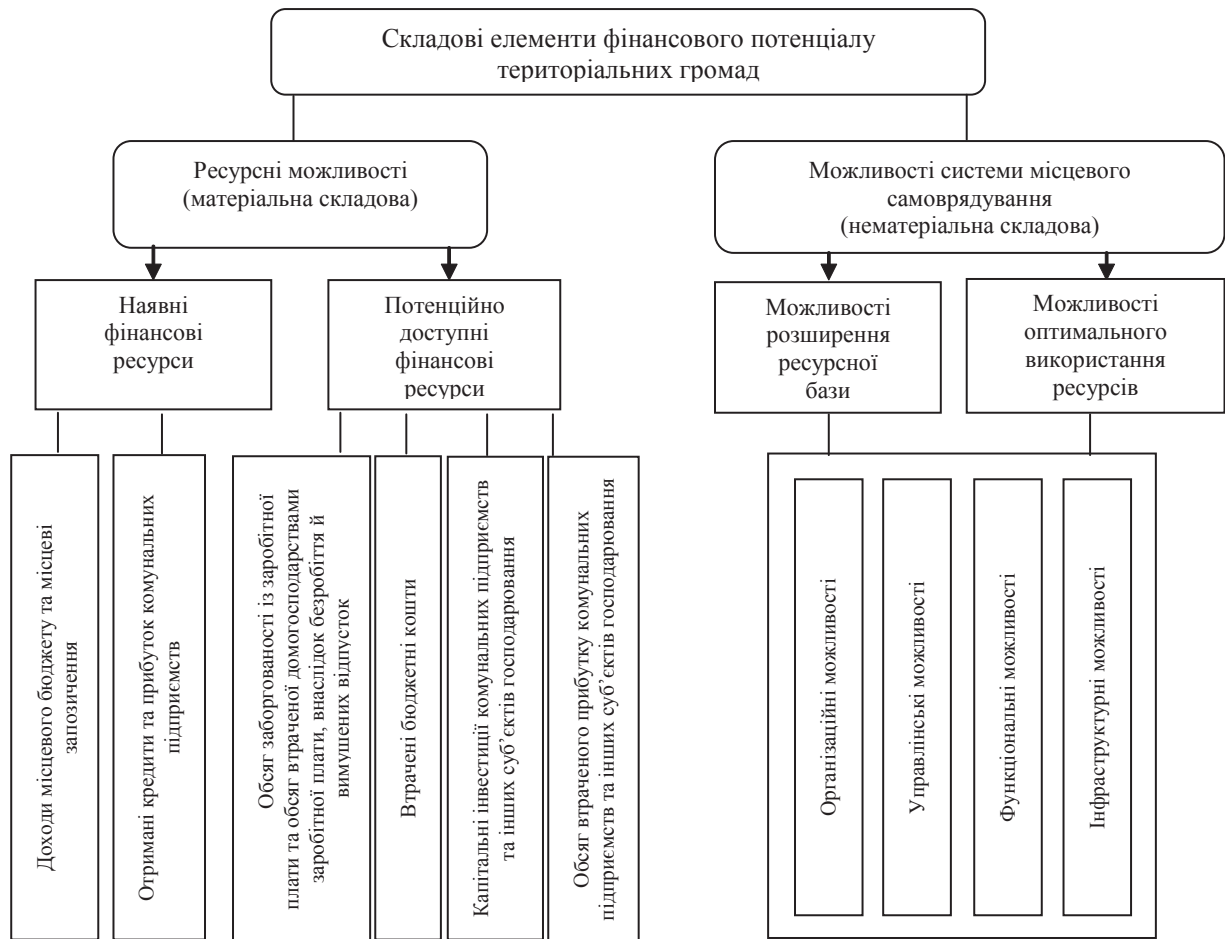 Складові елементи фінансового потенціалу
територіальних громад
Ресурсні можливості
(матеріальна складова)
Можливості системи місцевого
самоврядування
(нематеріальна складова)
Наявні
фінансові
ресурси
Потенційно
доступні
фінансові
ресурси
Можливості
розширення
ресурсної
бази
Можливості
оптимального
використання
ресурсів
Доходи місцевого бюджету та місцеві
запозичення
Отримані кредити та прибуток комунальних
підприємств
Обсяг заборгованості із заробітної
плати та обсяг втраченої домогосподарствами
заробітної плати, внаслідок безробіття й
вимушених відпусток
Втрачені бюджетні кошти
Капітальні інвестиції комунальних підприємств
та інших суб’єктів господарювання
Обсяг втраченого прибутку комунальних
підприємств та інших суб’єктів господарювання
Організаційні можливості
Управлінські можливості
Функціональні можливості
Інфраструктурні можливості